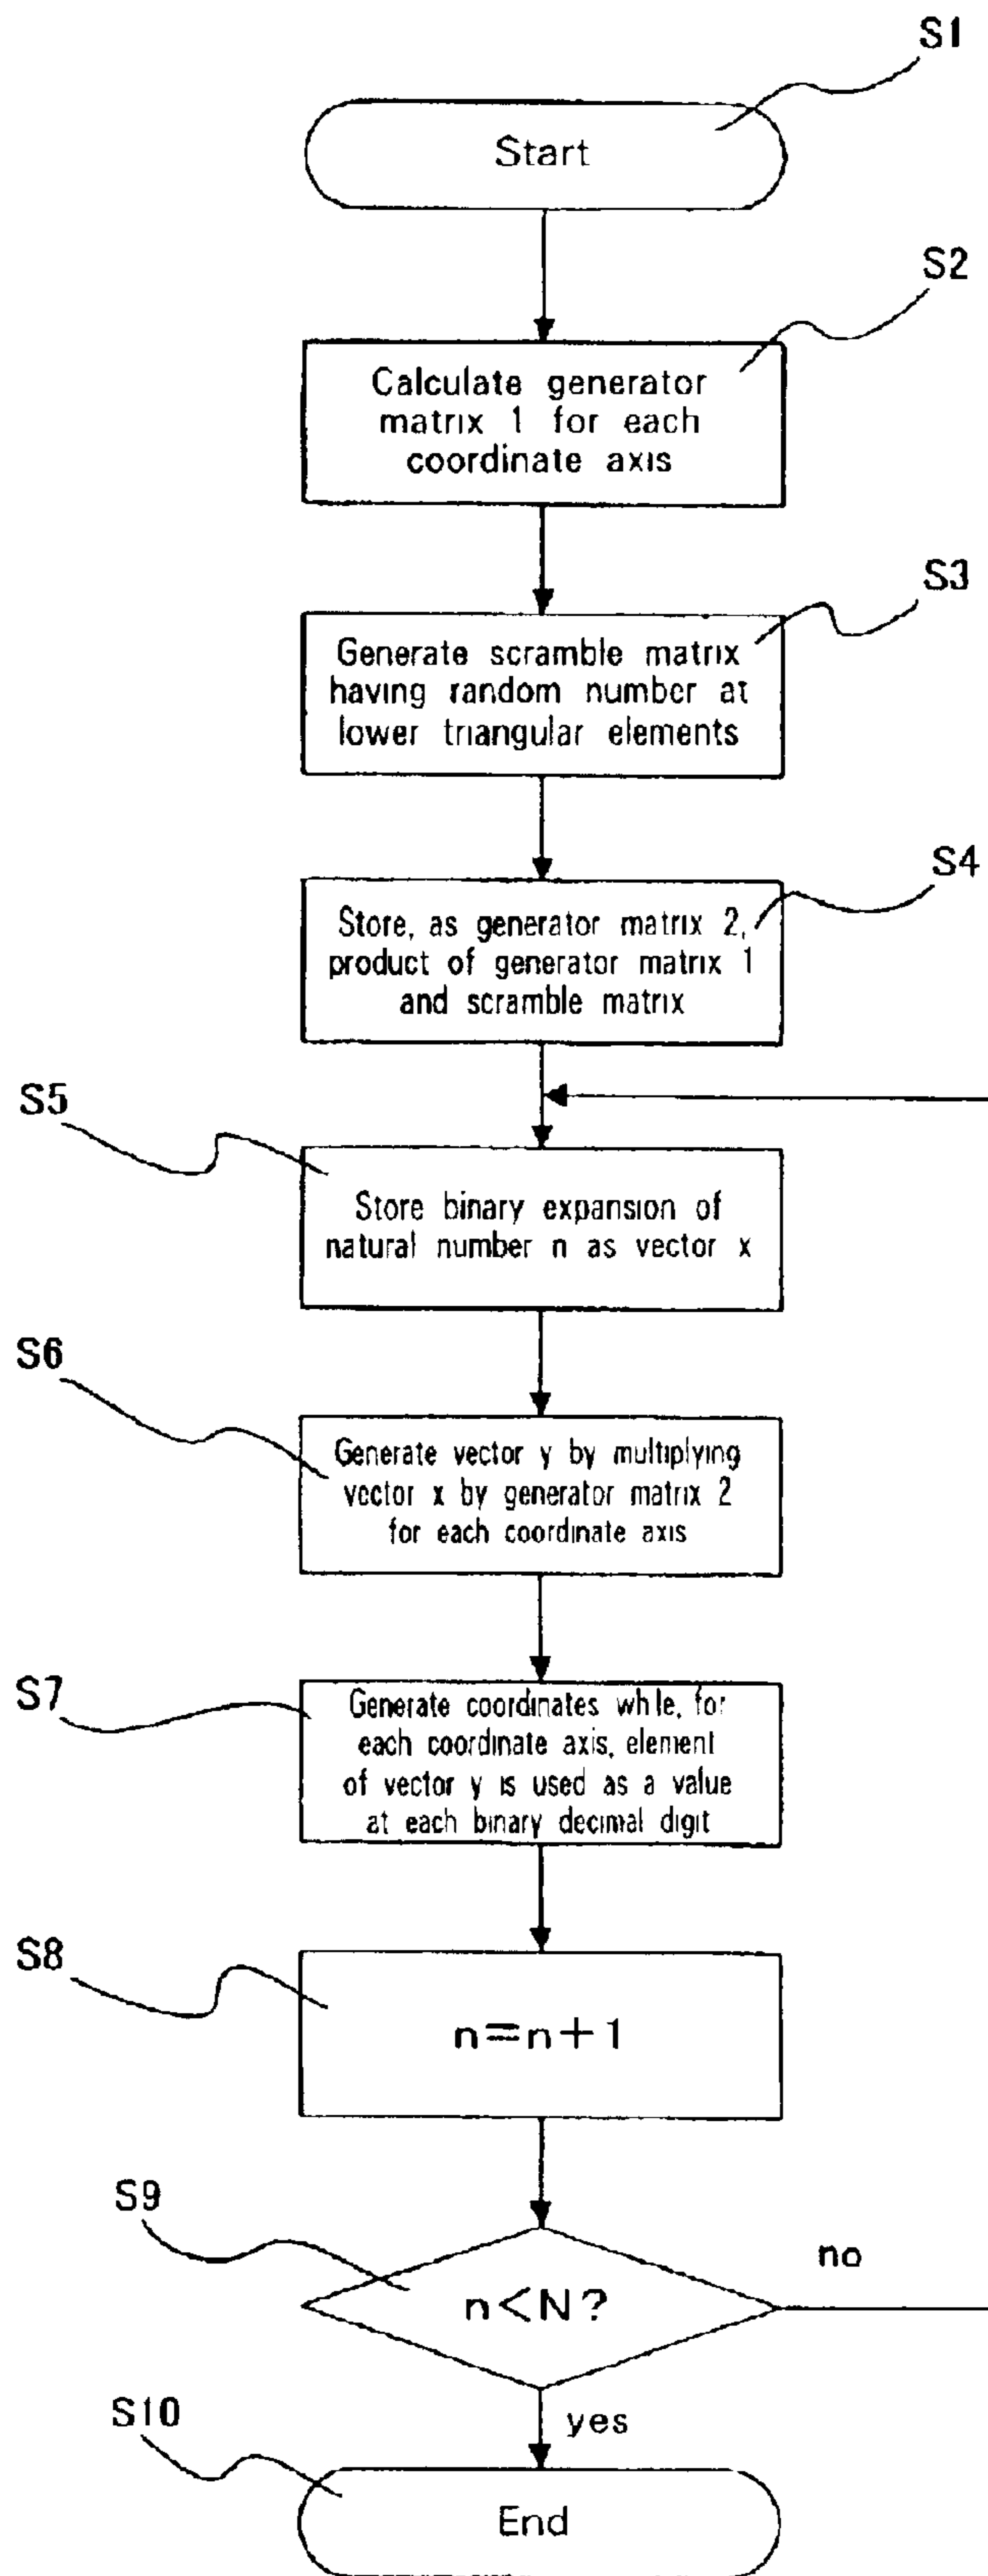 S1
Start
S2
Calculate generator
matrix 1 for each
coordinate axis
S3
Generate scramble matrix
having random number at
lower triangular elements
S4
Store, as generator matrix 2,
product of generator matrix 1
and scramble matrix
S5
Store binary expansion of
natural number n as vector x
S6
Generate vector y by multiplying
vector x by generator matrix 2
for each coordinate axis
S7
Generate coordinates while, for
each coordinate axis, element
of vector y is used as a value
at each binary decimal digit
S8
n=n+1
S9
no
n<N?
S10
yes
End